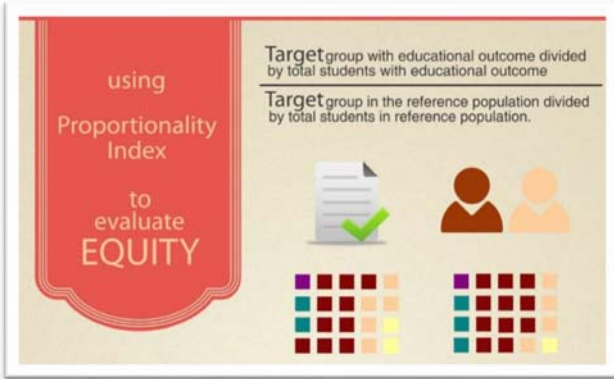 using
Proportionality
Index
to
evaluate
EQUITY
Target group with educational outcome divided
by total students with educational outcome
Target group in the reference population divided
by total students in reference population.